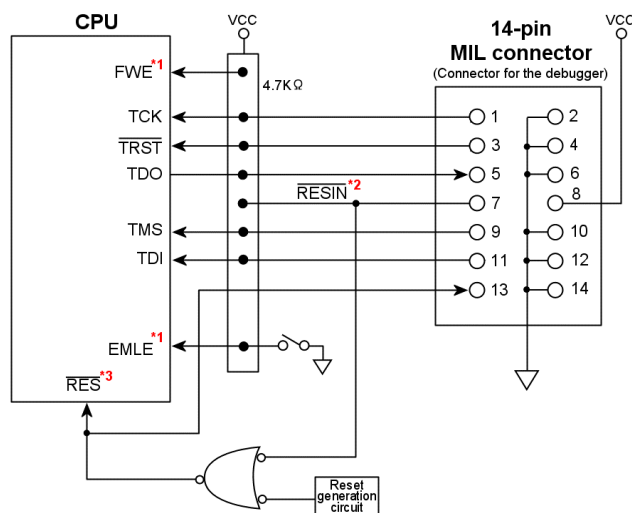 CPU
VCC
14-pin
MIL connector
(Connector for the debugger)
VCC
FWE*1
4.7KΩ
TCK
1
2
TRST
3
4
TDO
5
6
RESIN*2
7
8
TMS
9
10
TDI
11
12
13
14
EMLE*1
RES*3
Reset
generation
circuit